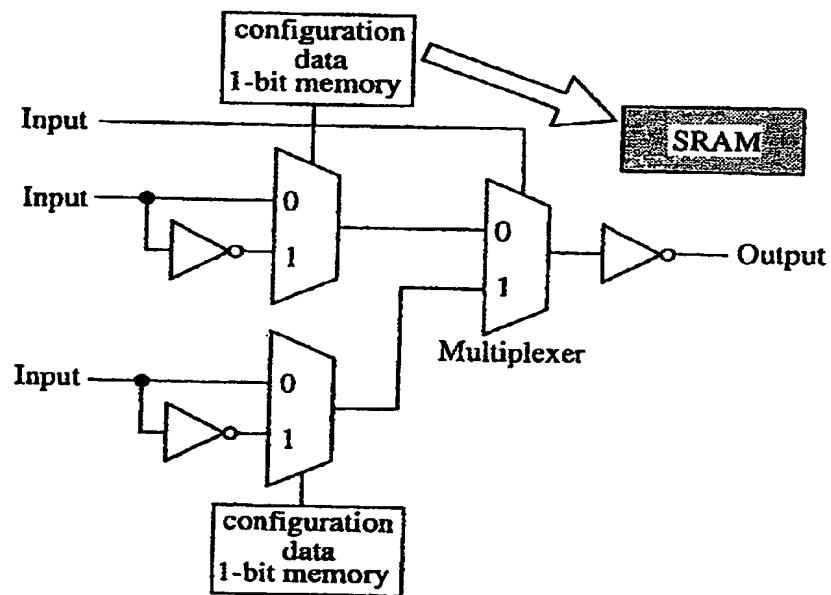 configuration
data
1-bit memory
SRAM
Input
Input
0
1
0
1
Output
Multiplexer
Input
0
1
configuration
data
1-bit memory